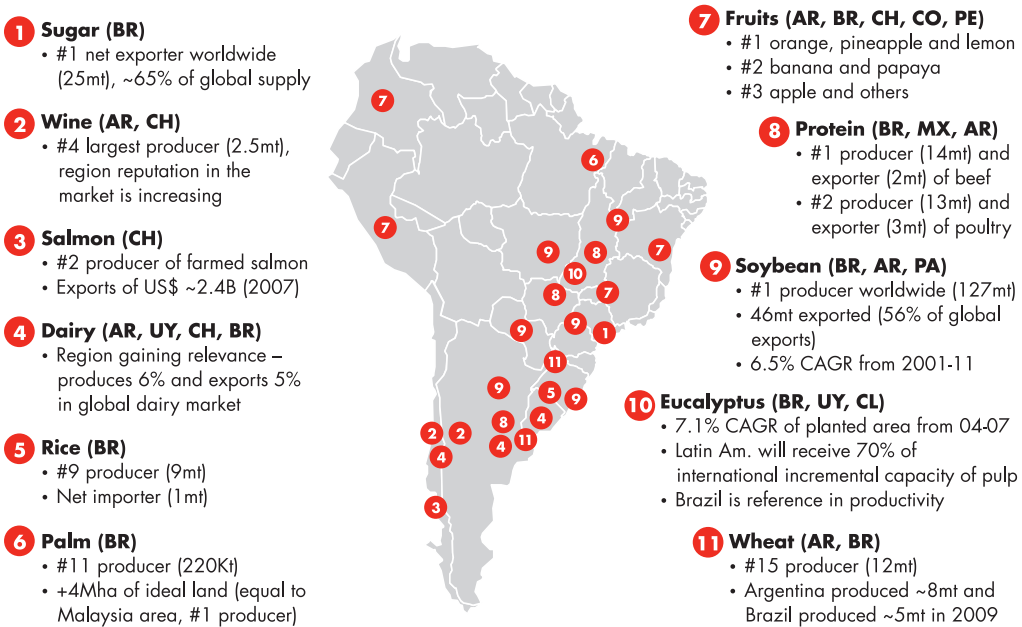 1 Sugar (BR)
• #1 net exporter worldwide
(25mt), ~65% of global supply
2 Wine (AR, CH)
• #4 largest producer (2.5mt),
region reputation in the
market is increasing
3 Salmon (CH)
• #2 producer of farmed salmon
• Exports of US$ ~2.4B (2007)
4 Dairy (AR, UY, CH, BR)
• Region gaining relevance –
produces 6% and exports 5%
in global dairy market
5 Rice (BR)
• #9 producer (9mt)
• Net importer (1mt)
6 Palm (BR)
• #11 producer (220Kt)
• +4Mha of ideal land (equal to
Malaysia area, #1 producer)
7
6
7
9
9
8
7
10
8
7
9
9
1
11
9
5
9
8
4
2
2
11
4
4
3
7 Fruits (AR, BR, CH, CO, PE)
• #1 orange, pineapple and lemon
• #2 banana and papaya
• #3 apple and others
8 Protein (BR, MX, AR)
• #1 producer (14mt) and
exporter (2mt) of beef
• #2 producer (13mt) and
exporter (3mt) of poultry
9 Soybean (BR, AR, PA)
• #1 producer worldwide (127mt)
• 46mt exported (56% of global
exports)
• 6.5% CAGR from 2001-11
10 Eucalyptus (BR, UY, CL)
• 7.1% CAGR of planted area from 04-07
• Latin Am. will receive 70% of
international incremental capacity of pulp
• Brazil is reference in productivity
11 Wheat (AR, BR)
• #15 producer (12mt)
• Argentina produced ~8mt and
Brazil produced ~5mt in 2009